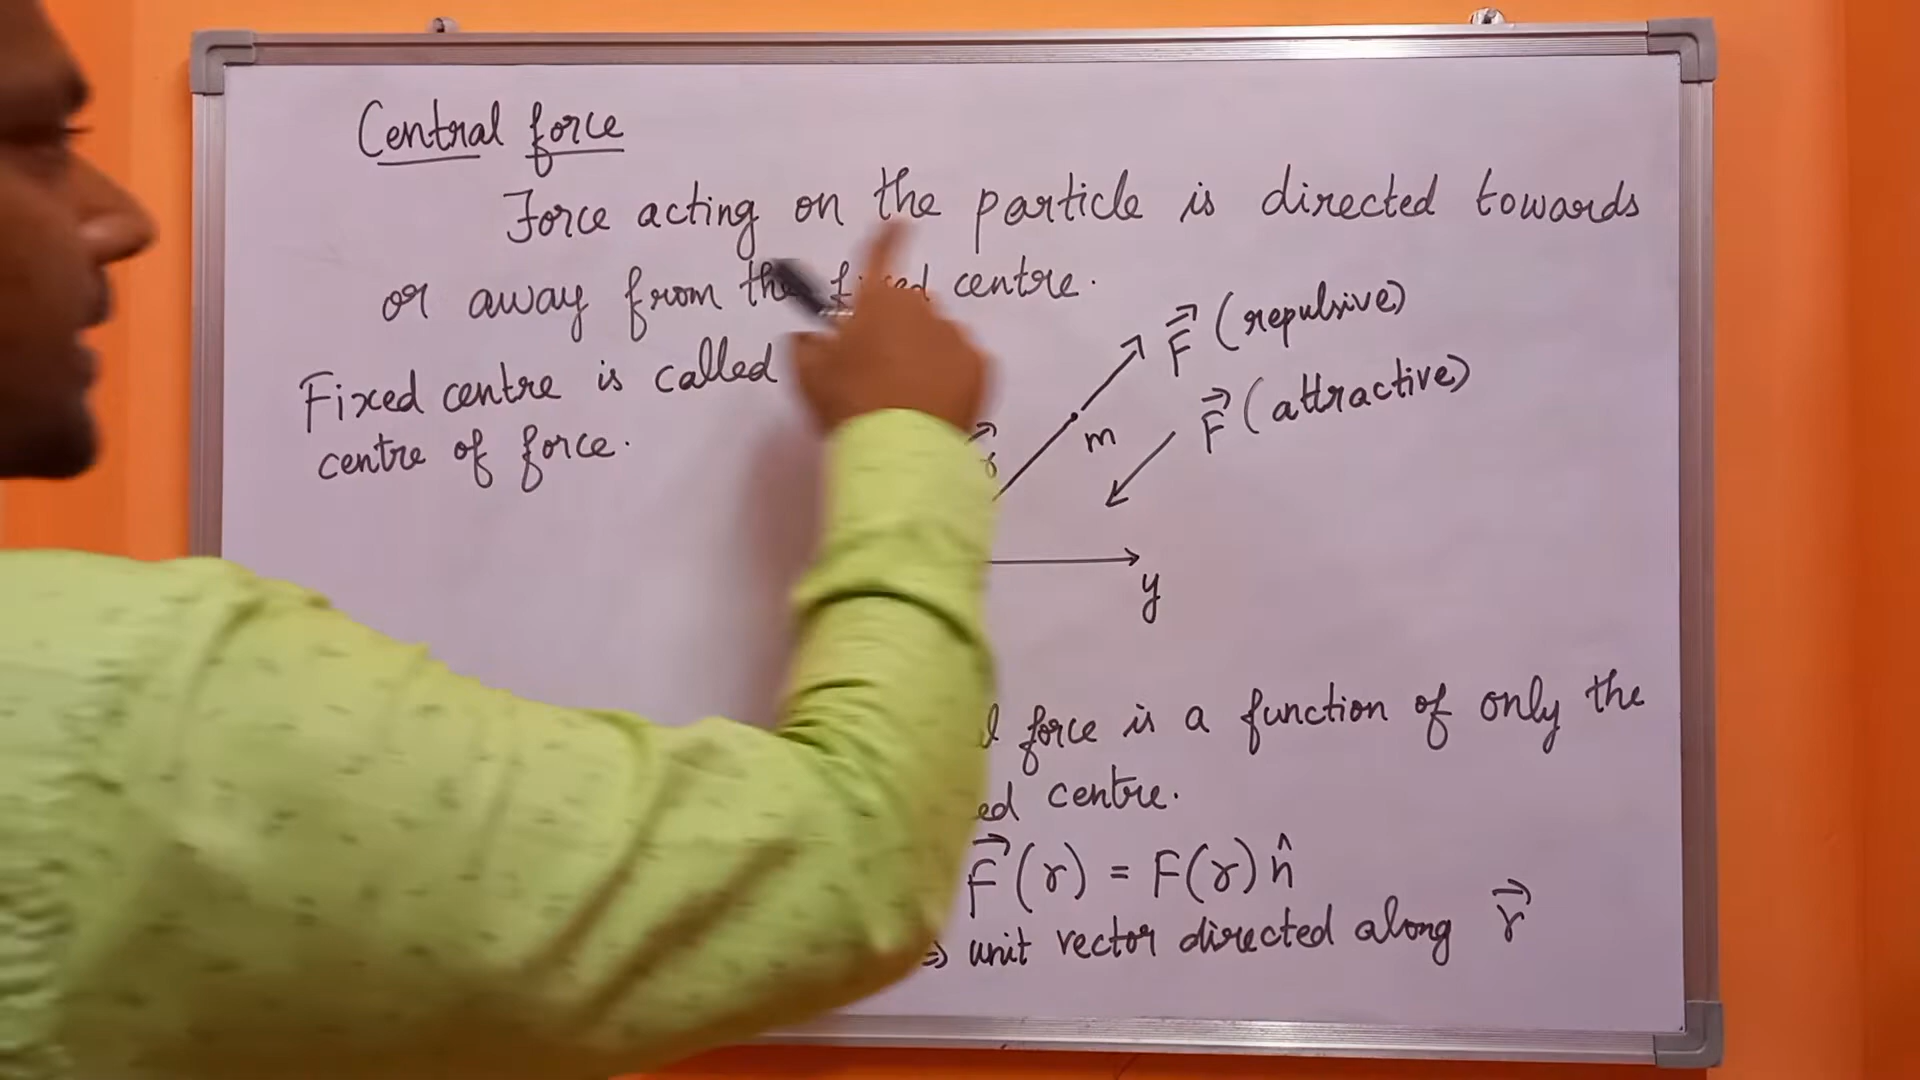 Central force
Force acting on the particle is directed towards
or away from the fixed centre.
Fixed centre is called
centre of force.
F⃗ (repulsive)
F⃗ (attractive)
r⃗
m
y
force is a function of only the
centre.
F⃗(r) = F(r) n̂
⇒ unit vector directed along r⃗